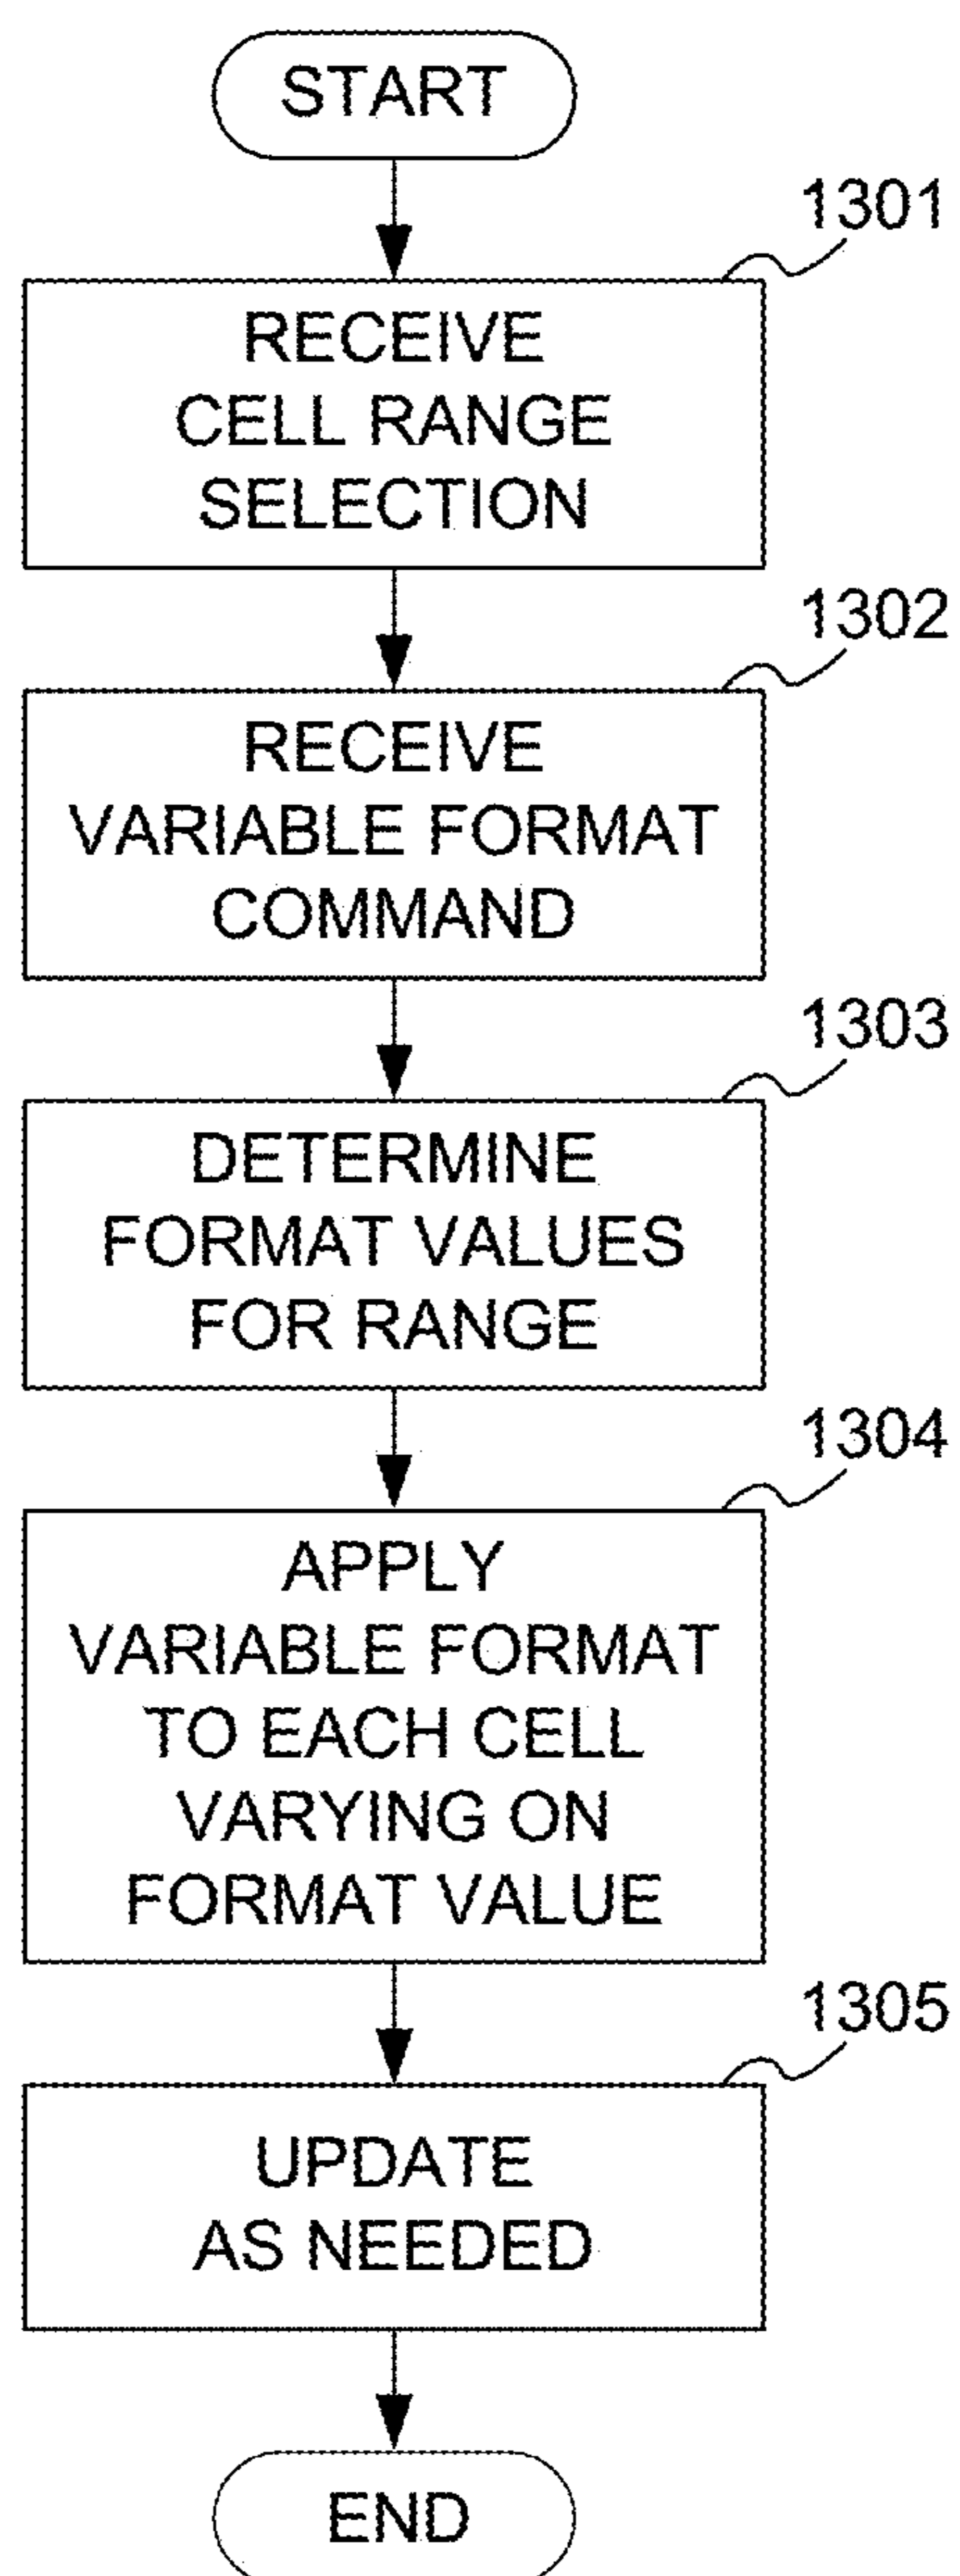 START
1301
RECEIVE
CELL RANGE
SELECTION
1302
RECEIVE
VARIABLE FORMAT
COMMAND
1303
DETERMINE
FORMAT VALUES
FOR RANGE
1304
APPLY
VARIABLE FORMAT
TO EACH CELL
VARYING ON
FORMAT VALUE
1305
UPDATE
AS NEEDED
END